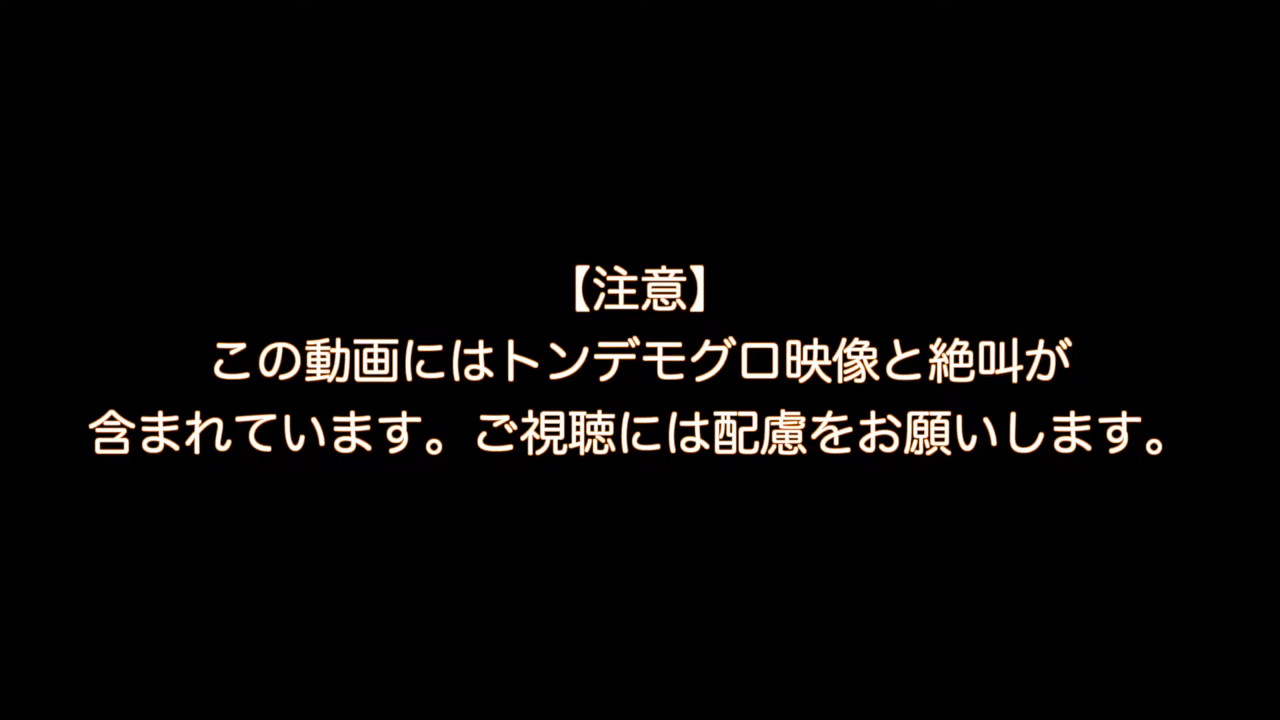 【注意】
この動画にはトンデモグロ映像と絶叫が
含まれています。ご視聴には配慮をお願いします。